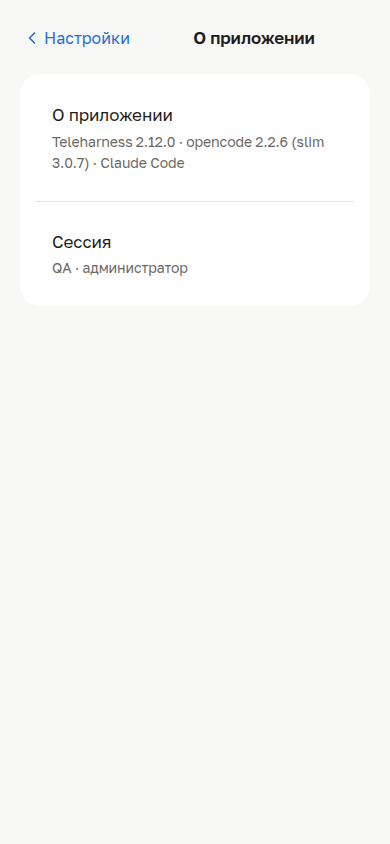 Настройки
О приложении
О приложении
Teleharness 2.12.0 · opencode 2.2.6 (slim
3.0.7) · Claude Code
Сессия
QA · администратор